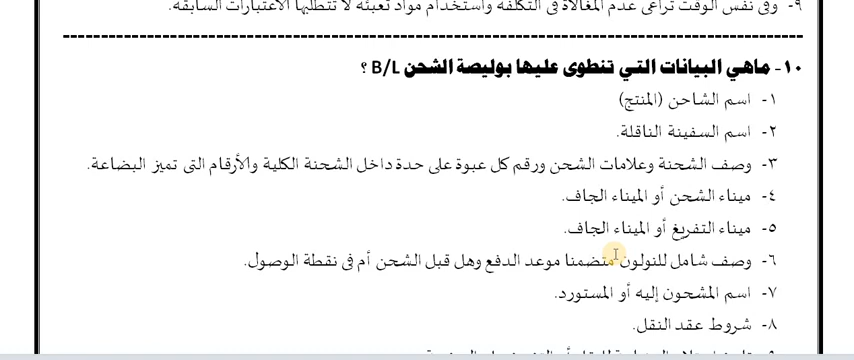 ٩- وفى نفس الوقت تراعى عدم المغالاة فى التكلفة واستخدام مواد تعبئة لا تتطلبها الاعتبارات السابقة.
١٠- ماهي البيانات التي تنطوى عليها بوليصة الشحن B/L ؟
١- اسم الشاحن (المنتج)
٢- اسم السفينة الناقلة.
٣- وصف الشحنة وعلامات الشحن ورقم كل عبوة على حدة داخل الشحنة الكلية والأرقام التى تميز البضاعة.
٤- ميناء الشحن أو الميناء الجاف.
٥- ميناء التفريغ أو الميناء الجاف.
٦- وصف شامل للنولون متضمنا موعد الدفع وهل قبل الشحن أم فى نقطة الوصول.
٧- اسم المشحون إليه أو المستورد.
٨- شروط عقد النقل.